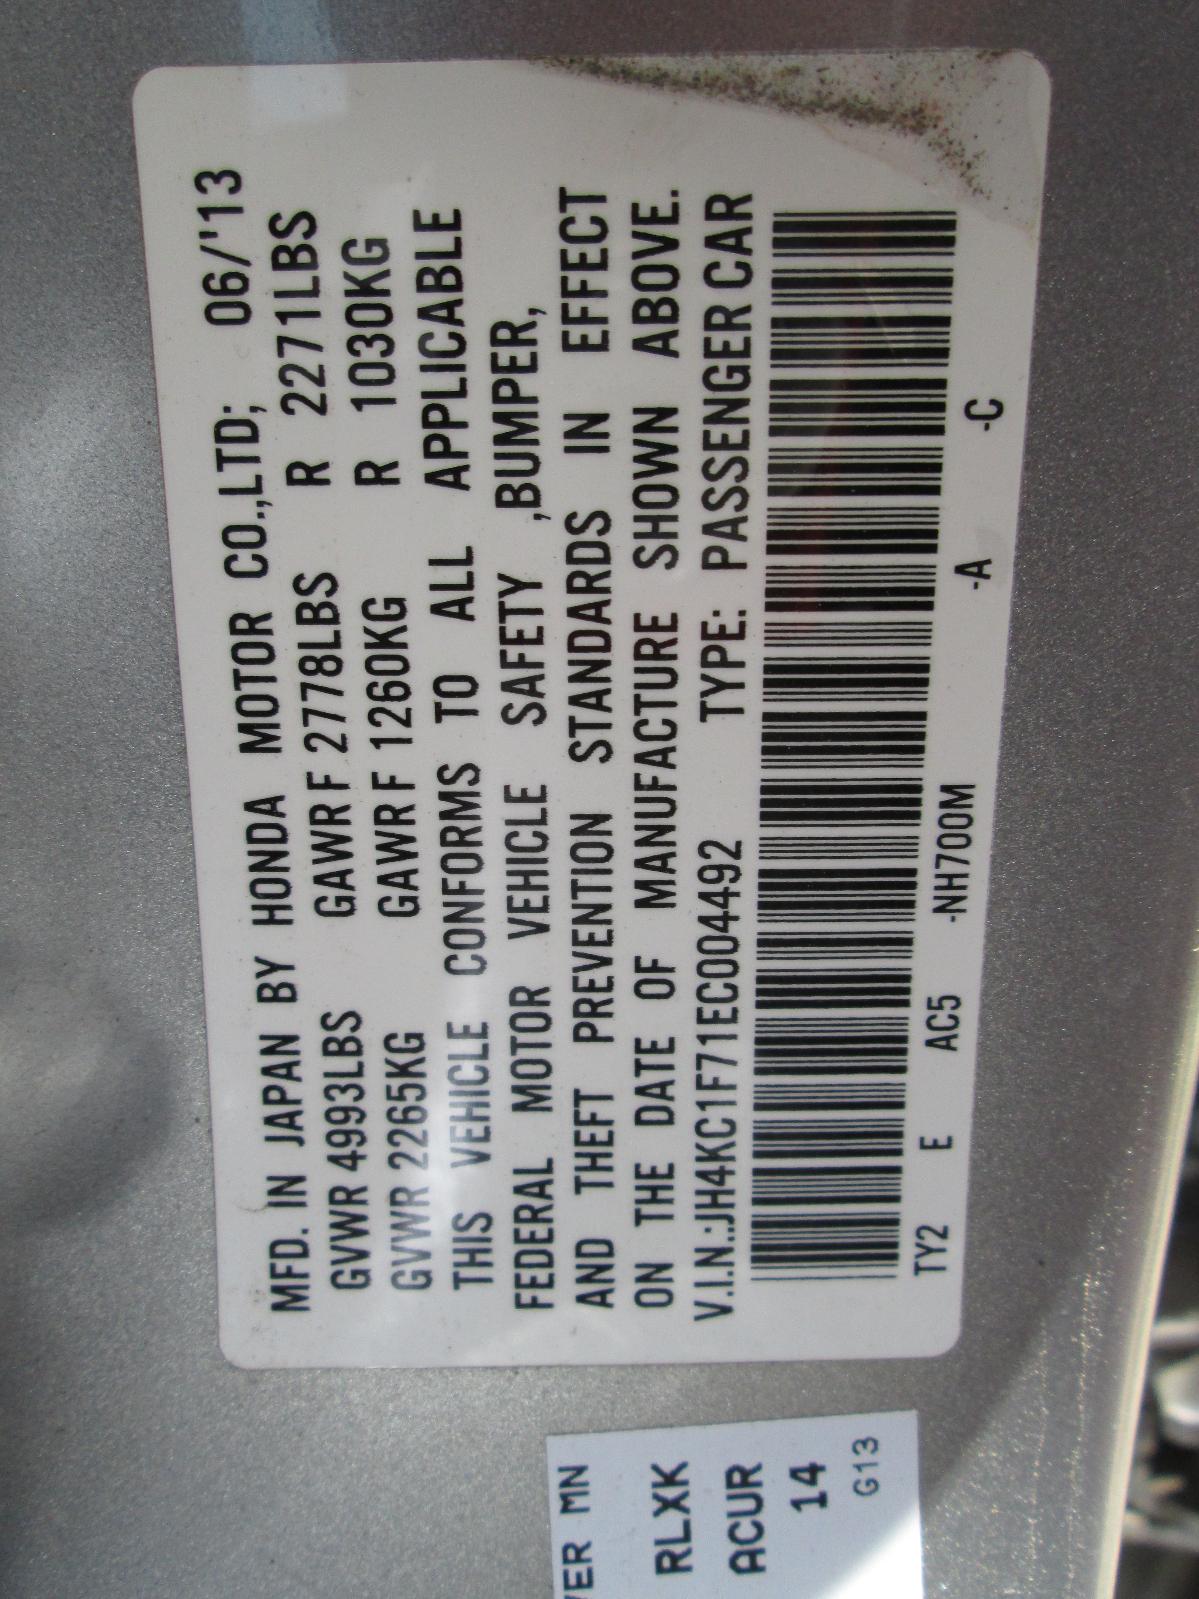 MFD. IN JAPAN BY HONDA MOTOR CO.,LTD; 06/'13
GVWR 4993LBS GAWR F 2778LBS R 2271LBS
GVWR 2265KG GAWR F 1260KG R 1030KG
THIS VEHICLE CONFORMS TO ALL APPLICABLE
FEDERAL MOTOR VEHICLE SAFETY ,BUMPER,
AND THEFT PREVENTION STANDARDS IN EFFECT
ON THE DATE OF MANUFACTURE SHOWN ABOVE.
V.I.N.:JH4KC1F71EC004492 TYPE: PASSENGER CAR
TY2 E AC5 -NH700M -A -C
VER MN
RLXK
ACUR
14
G13